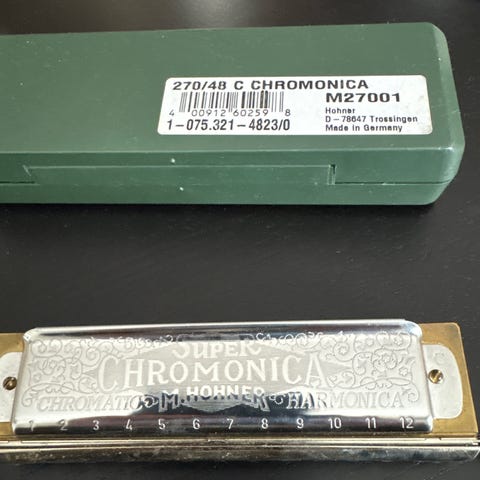 270/48 C CHROMONICA
M27001
4 00912 60259 8
Hohner
D-78647 Trossingen
Made in Germany
1-075.321-4823/0
SUPER
CHROMONICA
CHROMATIC M. HOHNER HARMONICA
C
1 2 3 4 5 6 7 8 9 10 11 12